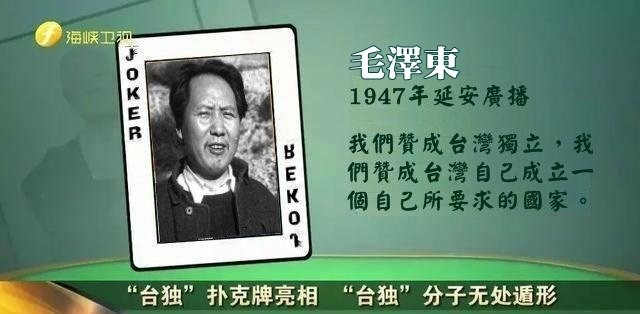 海峡卫视
JOKER
JOKER
毛澤東
1947年延安廣播
我們贊成台灣獨立，我
們贊成台灣自己成立一
個自己所要求的國家。
“台独”扑克牌亮相 “台独”分子无处遁形